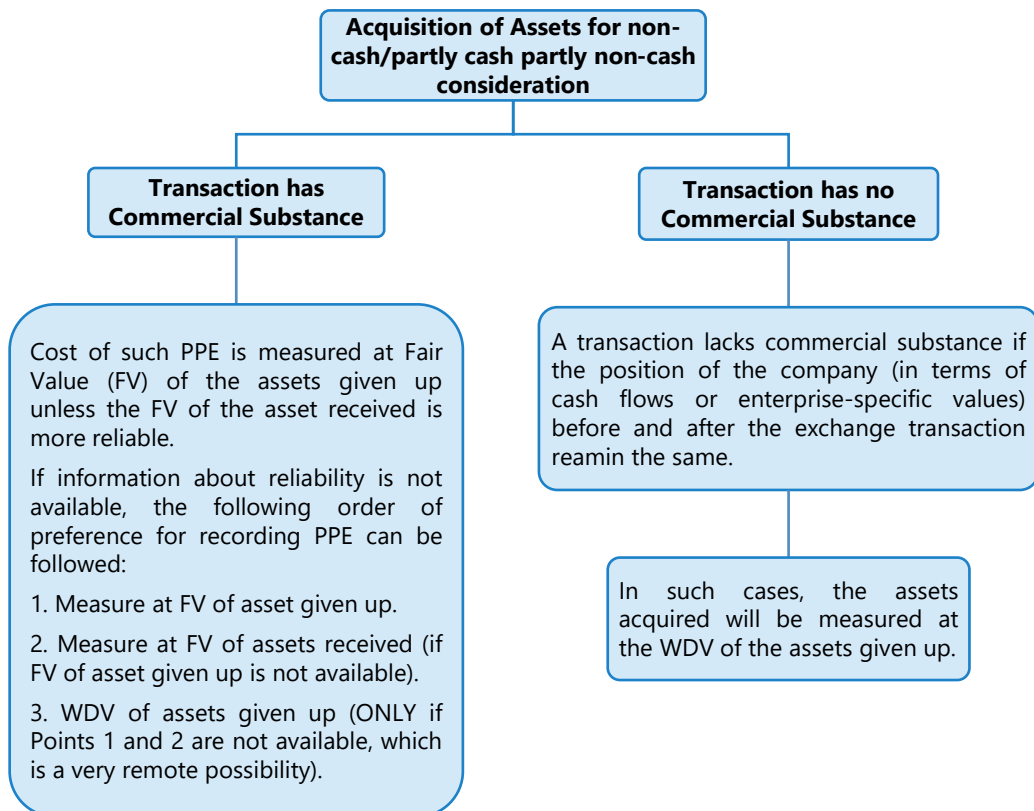 Acquisition of Assets for non-
cash/partly cash partly non-cash
consideration
Transaction has
Commercial Substance
Cost of such PPE is measured at Fair
Value (FV) of the assets given up
unless the FV of the asset received is
more reliable.
If information about reliability is not
available, the following order of
preference for recording PPE can be
followed:
1. Measure at FV of asset given up.
2. Measure at FV of assets received (if
FV of asset given up is not available).
3. WDV of assets given up (ONLY if
Points 1 and 2 are not available, which
is a very remote possibility).
Transaction has no
Commercial Substance
A transaction lacks commercial substance if
the position of the company (in terms of
cash flows or enterprise-specific values)
before and after the exchange transaction
reamin the same.
In such cases, the assets
acquired will be measured at
the WDV of the assets given up.